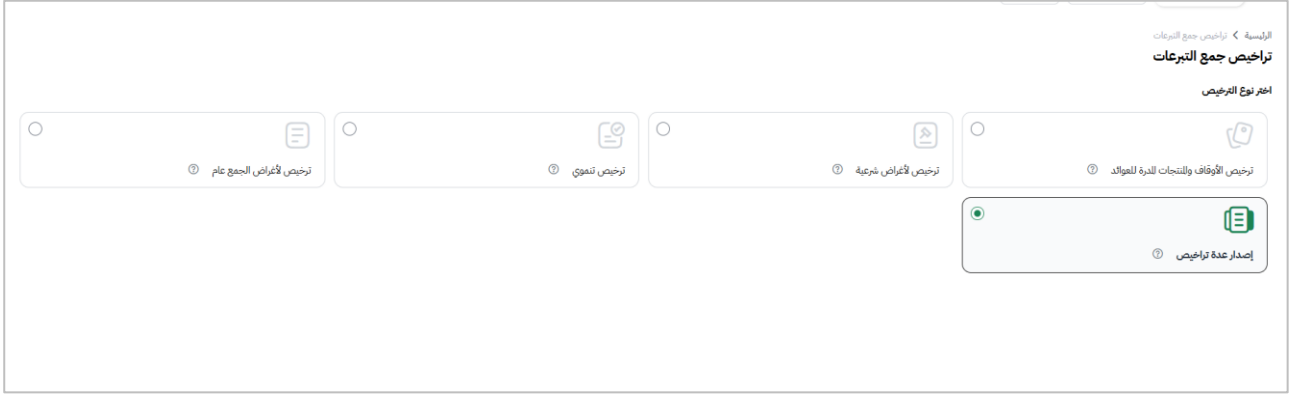 الرئيسية > تراخيص جمع التبرعات
تراخيص جمع التبرعات
اختر نوع الترخيص
ترخيص الأوقاف والمنتجات المدرة للعوائد
ترخيص لأغراض شرعية
ترخيص تنموي
ترخيص لأغراض الجمع عام
إصدار عدة تراخيص